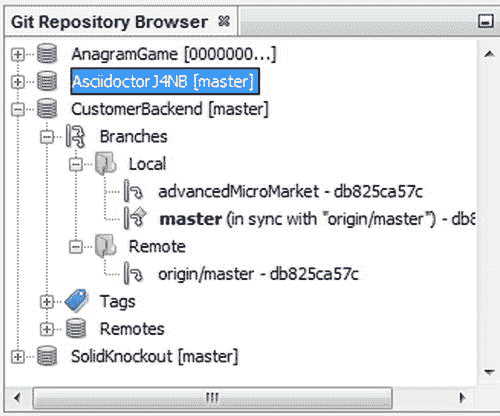 Git Repository Browser
AnagramGame [0000000...]
AsciidoctorJ4NB [master]
CustomerBackend [master]
Branches
Local
advancedMicroMarket - db825ca57c
master (in sync with "origin/master") - db8
Remote
origin/master - db825ca57c
Tags
Remotes
SolidKnockout [master]